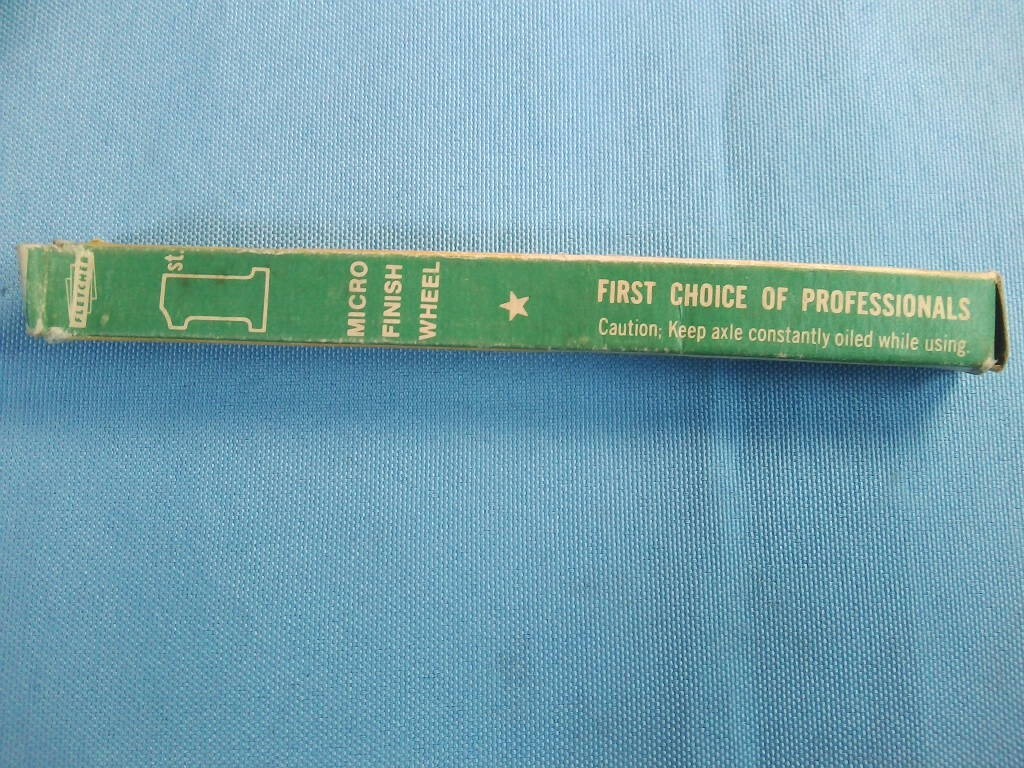 FLETCHER
1st.
MICRO
FINISH
WHEEL
FIRST CHOICE OF PROFESSIONALS
Caution; Keep axle constantly oiled while using.